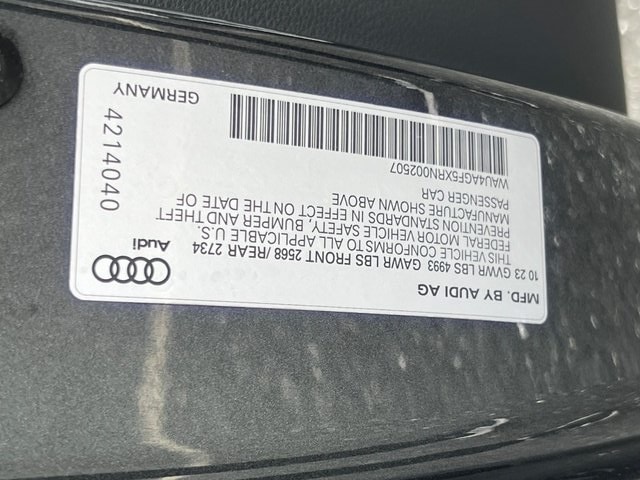 MFD. BY AUDI AG
10 23 GVWR LBS 4993 GAWR LBS FRONT 2568 /REAR 2734
THIS VEHICLE CONFORMS TO ALL APPLICABLE U.S.
FEDERAL MOTOR VEHICLE SAFETY, BUMPER AND THEFT
PREVENTION STANDARDS IN EFFECT ON THE DATE OF
MANUFACTURE SHOWN ABOVE
PASSENGER CAR
WAU4AGF5XRN002507
GERMANY
Audi
4214040